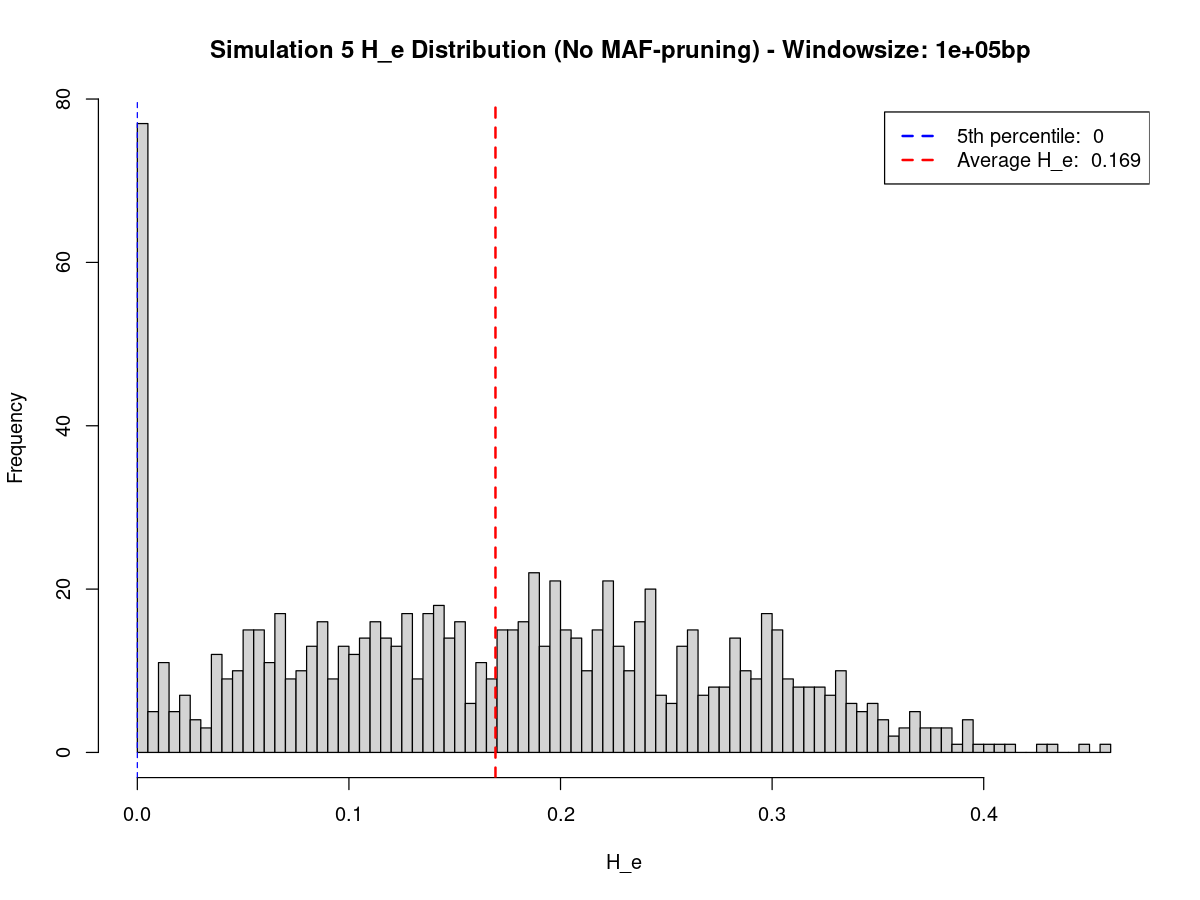 Simulation 5 H_e Distribution (No MAF-pruning) - Windowsize: 1e+05bp
5th percentile: 0
Average H_e: 0.169
80
60
40
20
0
Frequency
0.0 0.1 0.2 0.3 0.4
H_e